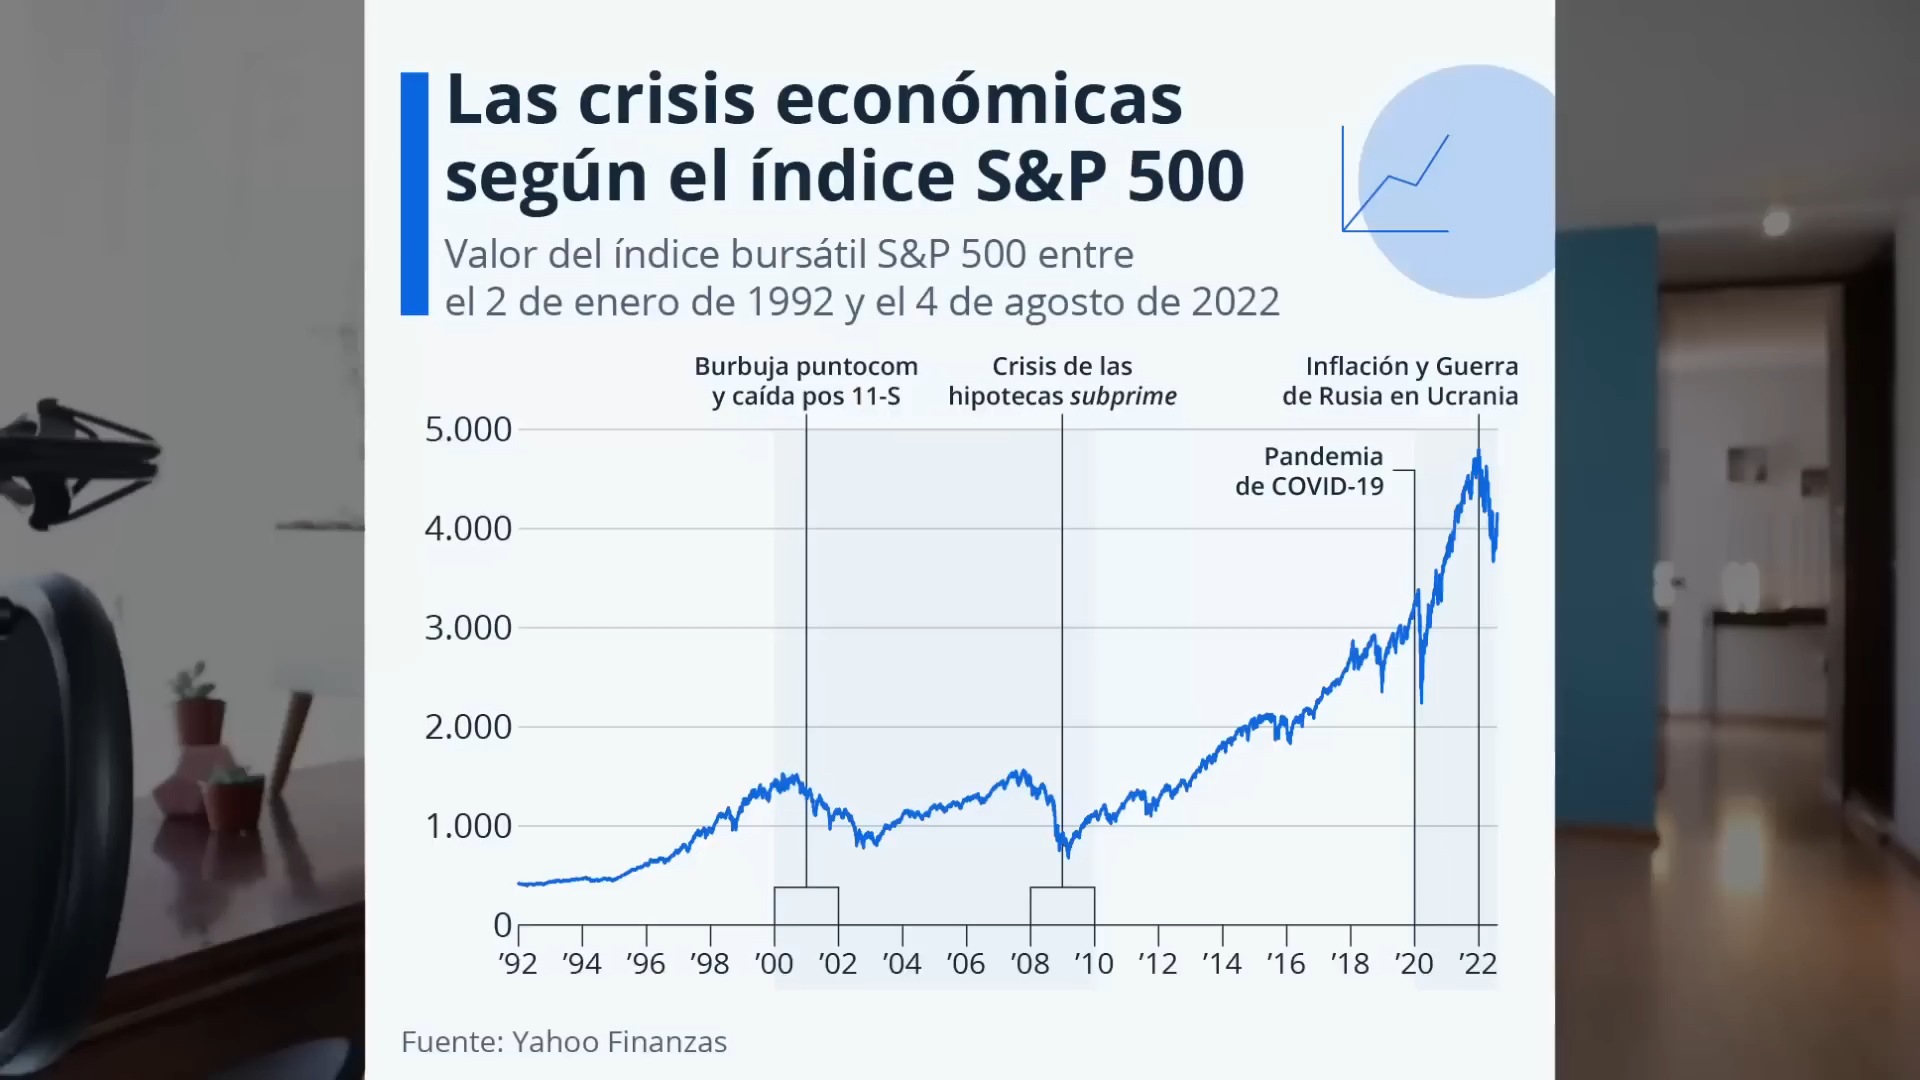 Las crisis económicas
según el índice S&P 500
Valor del índice bursátil S&P 500 entre
el 2 de enero de 1992 y el 4 de agosto de 2022
Burbuja puntocom
y caída pos 11-S
Crisis de las
hipotecas subprime
Inflación y Guerra
de Rusia en Ucrania
Pandemia
de COVID-19
5.000
4.000
3.000
2.000
1.000
0
’92 ’94 ’96 ’98 ’00 ’02 ’04 ’06 ’08 ’10 ’12 ’14 ’16 ’18 ’20 ’22
Fuente: Yahoo Finanzas